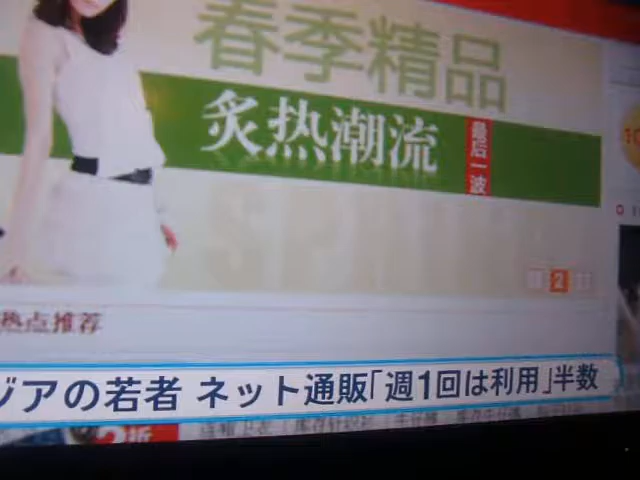 春季精品
炙热潮流
最后一波
2
热点推荐
ジアの若者 ネット通販「週1回は利用」半数